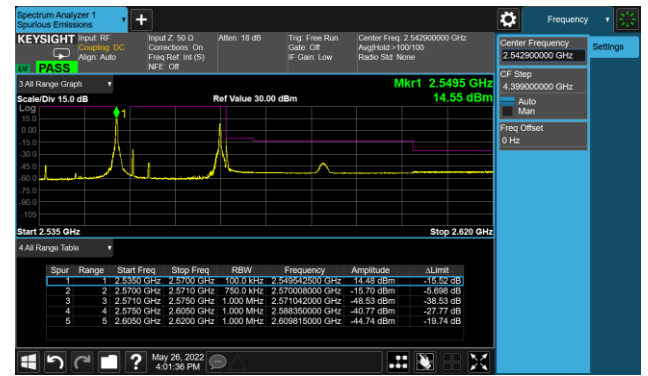 Spectrum Analyzer 1
Spurious Emissions
Frequency
KEYSIGHT
Input: RF
Coupling: DC
Align: Auto
Input Z: 50 Ω
Corrections: On
Freq Ref: Int (S)
NFE: Off
Atten: 18 dB
Trig: Free Run
Gate: Off
IF Gain: Low
Center Freq: 2.542900000 GHz
Avg|Hold:>100/100
Radio Std: None
PASS
Center Frequency
2.542900000 GHz
Settings
CF Step
4.399000000 GHz
Auto
Man
Freq Offset
0 Hz
3 All Range Graph
Mkr1 2.5495 GHz
14.55 dBm
Scale/Div 15.0 dB
Ref Value 30.00 dBm
Log
15.0
0.00
-15.0
-30.0
-45.0
-60.0
-75.0
-90.0
-105
1
Start 2.535 GHz
Stop 2.620 GHz
4 All Range Table
Spur Range Start Freq Stop Freq RBW Frequency Amplitude ΔLimit
1 1 2.5350 GHz 2.5700 GHz 100.0 kHz 2.549542500 GHz 14.48 dBm -15.52 dB
2 2 2.5700 GHz 2.5710 GHz 750.0 kHz 2.570008000 GHz -15.70 dBm -5.698 dB
3 3 2.5710 GHz 2.5750 GHz 1.000 MHz 2.571042000 GHz -48.53 dBm -38.53 dB
4 4 2.5750 GHz 2.6050 GHz 1.000 MHz 2.588350000 GHz -40.77 dBm -27.77 dB
5 5 2.6050 GHz 2.6200 GHz 1.000 MHz 2.609815000 GHz -44.74 dBm -19.74 dB
?
May 26, 2022
4:01:36 PM